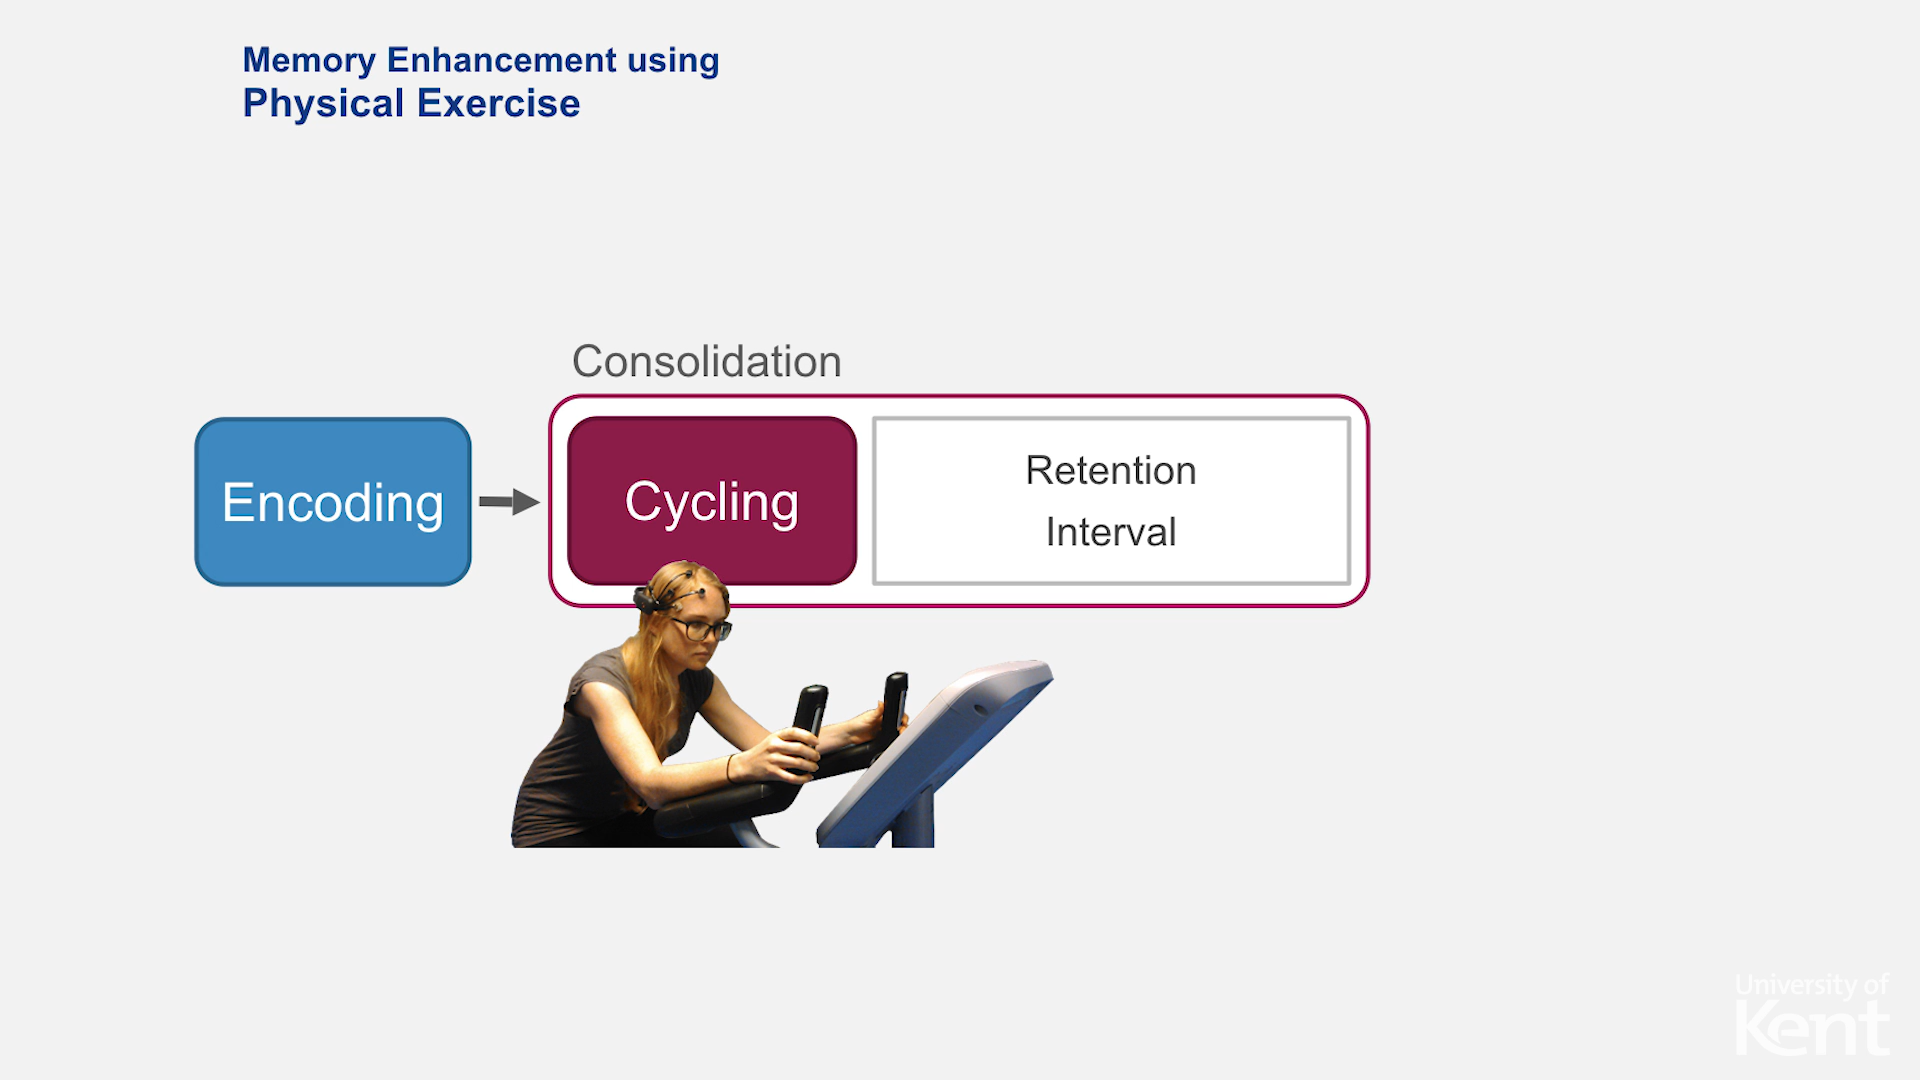 Memory Enhancement using
Physical Exercise
Consolidation
Encoding
Cycling
Retention
Interval
University of
Kent